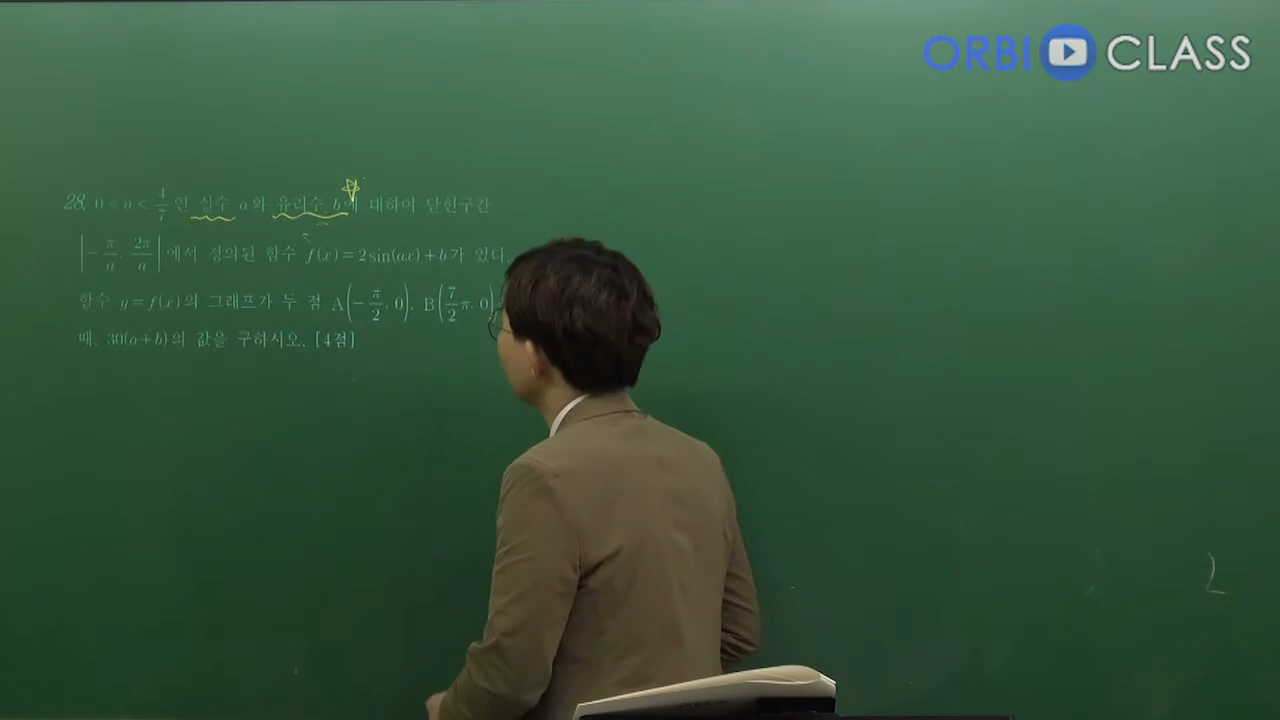 ORBI CLASS
28. 0 < a < 4/7 인 실수 a와 유리수 b에 대하여 닫힌구간
[-π/a, 2π/a]에서 정의된 함수 f(x)=2sin(ax)+b가 있다.
함수 y=f(x)의 그래프가 두 점 A(-π/2, 0), B(7/2π, 0)
때, 30(a+b)의 값을 구하시오. [4점]